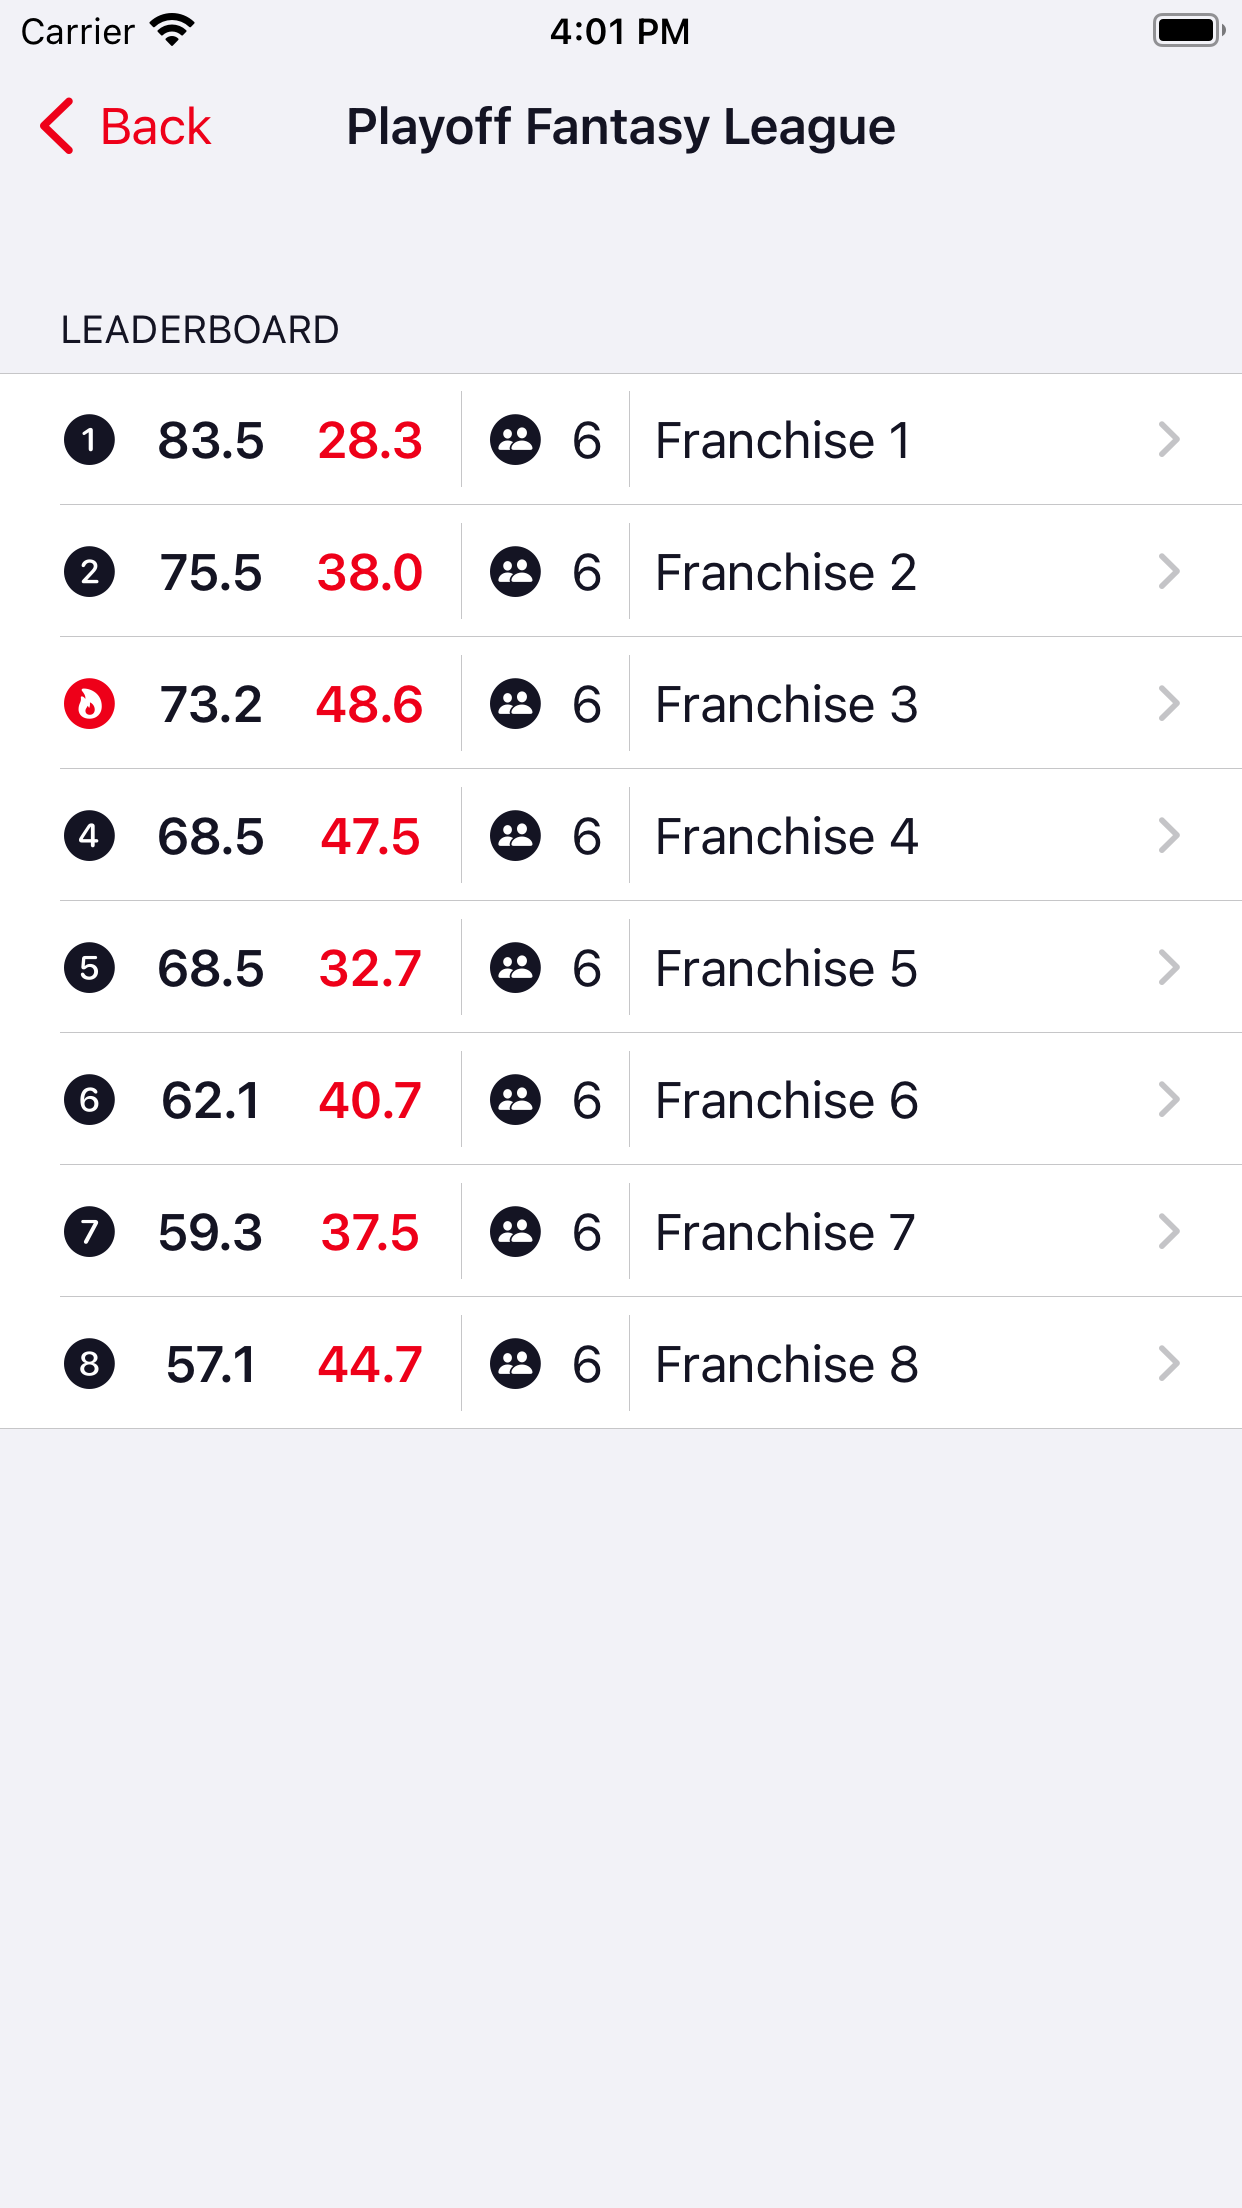 Carrier 4:01 PM
Back Playoff Fantasy League
LEADERBOARD
1 83.5 28.3 6 Franchise 1
2 75.5 38.0 6 Franchise 2
73.2 48.6 6 Franchise 3
4 68.5 47.5 6 Franchise 4
5 68.5 32.7 6 Franchise 5
6 62.1 40.7 6 Franchise 6
7 59.3 37.5 6 Franchise 7
8 57.1 44.7 6 Franchise 8